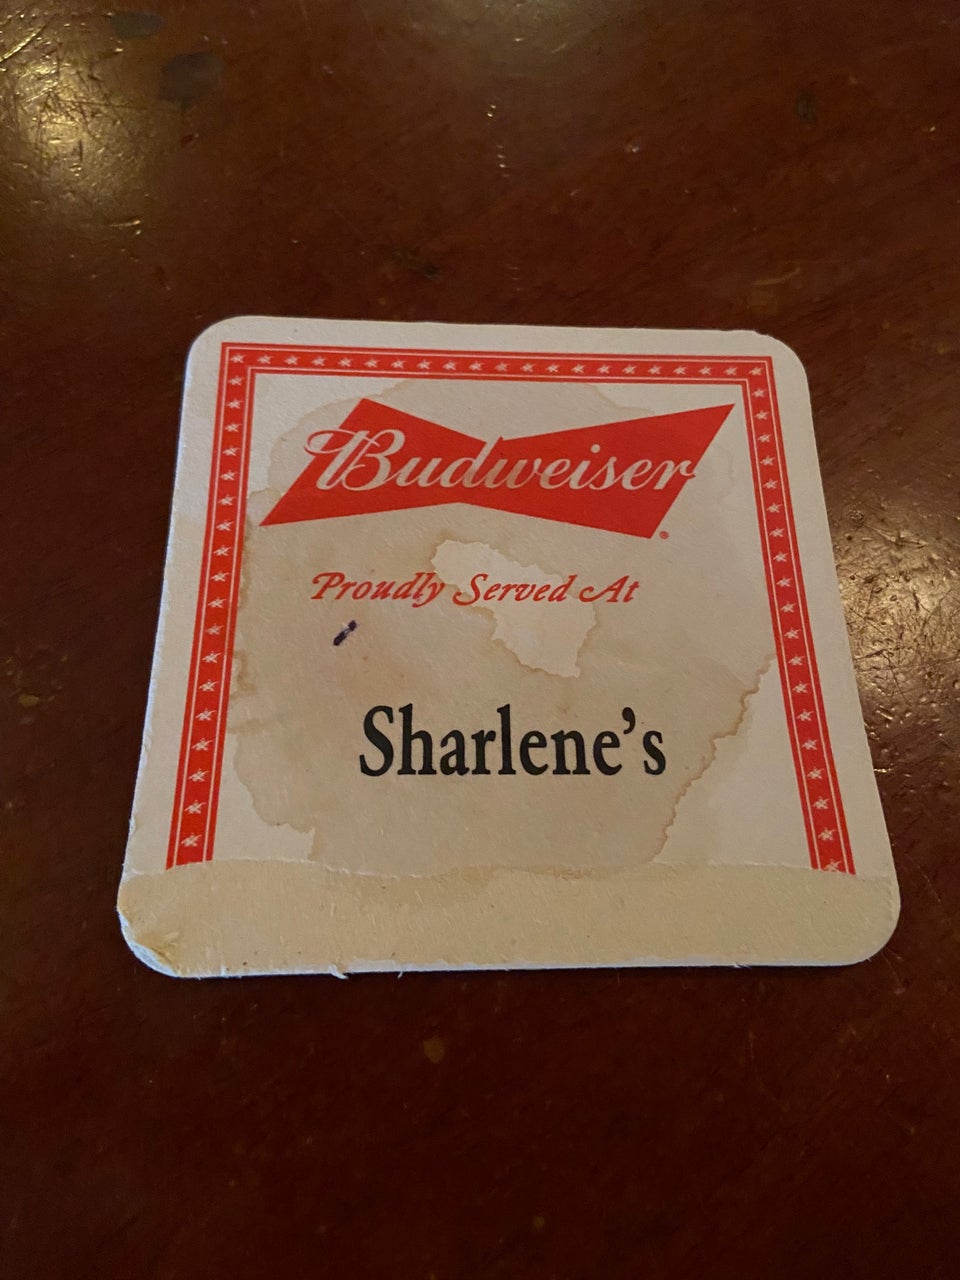 Budweiser
Proudly Served At
Sharlene's